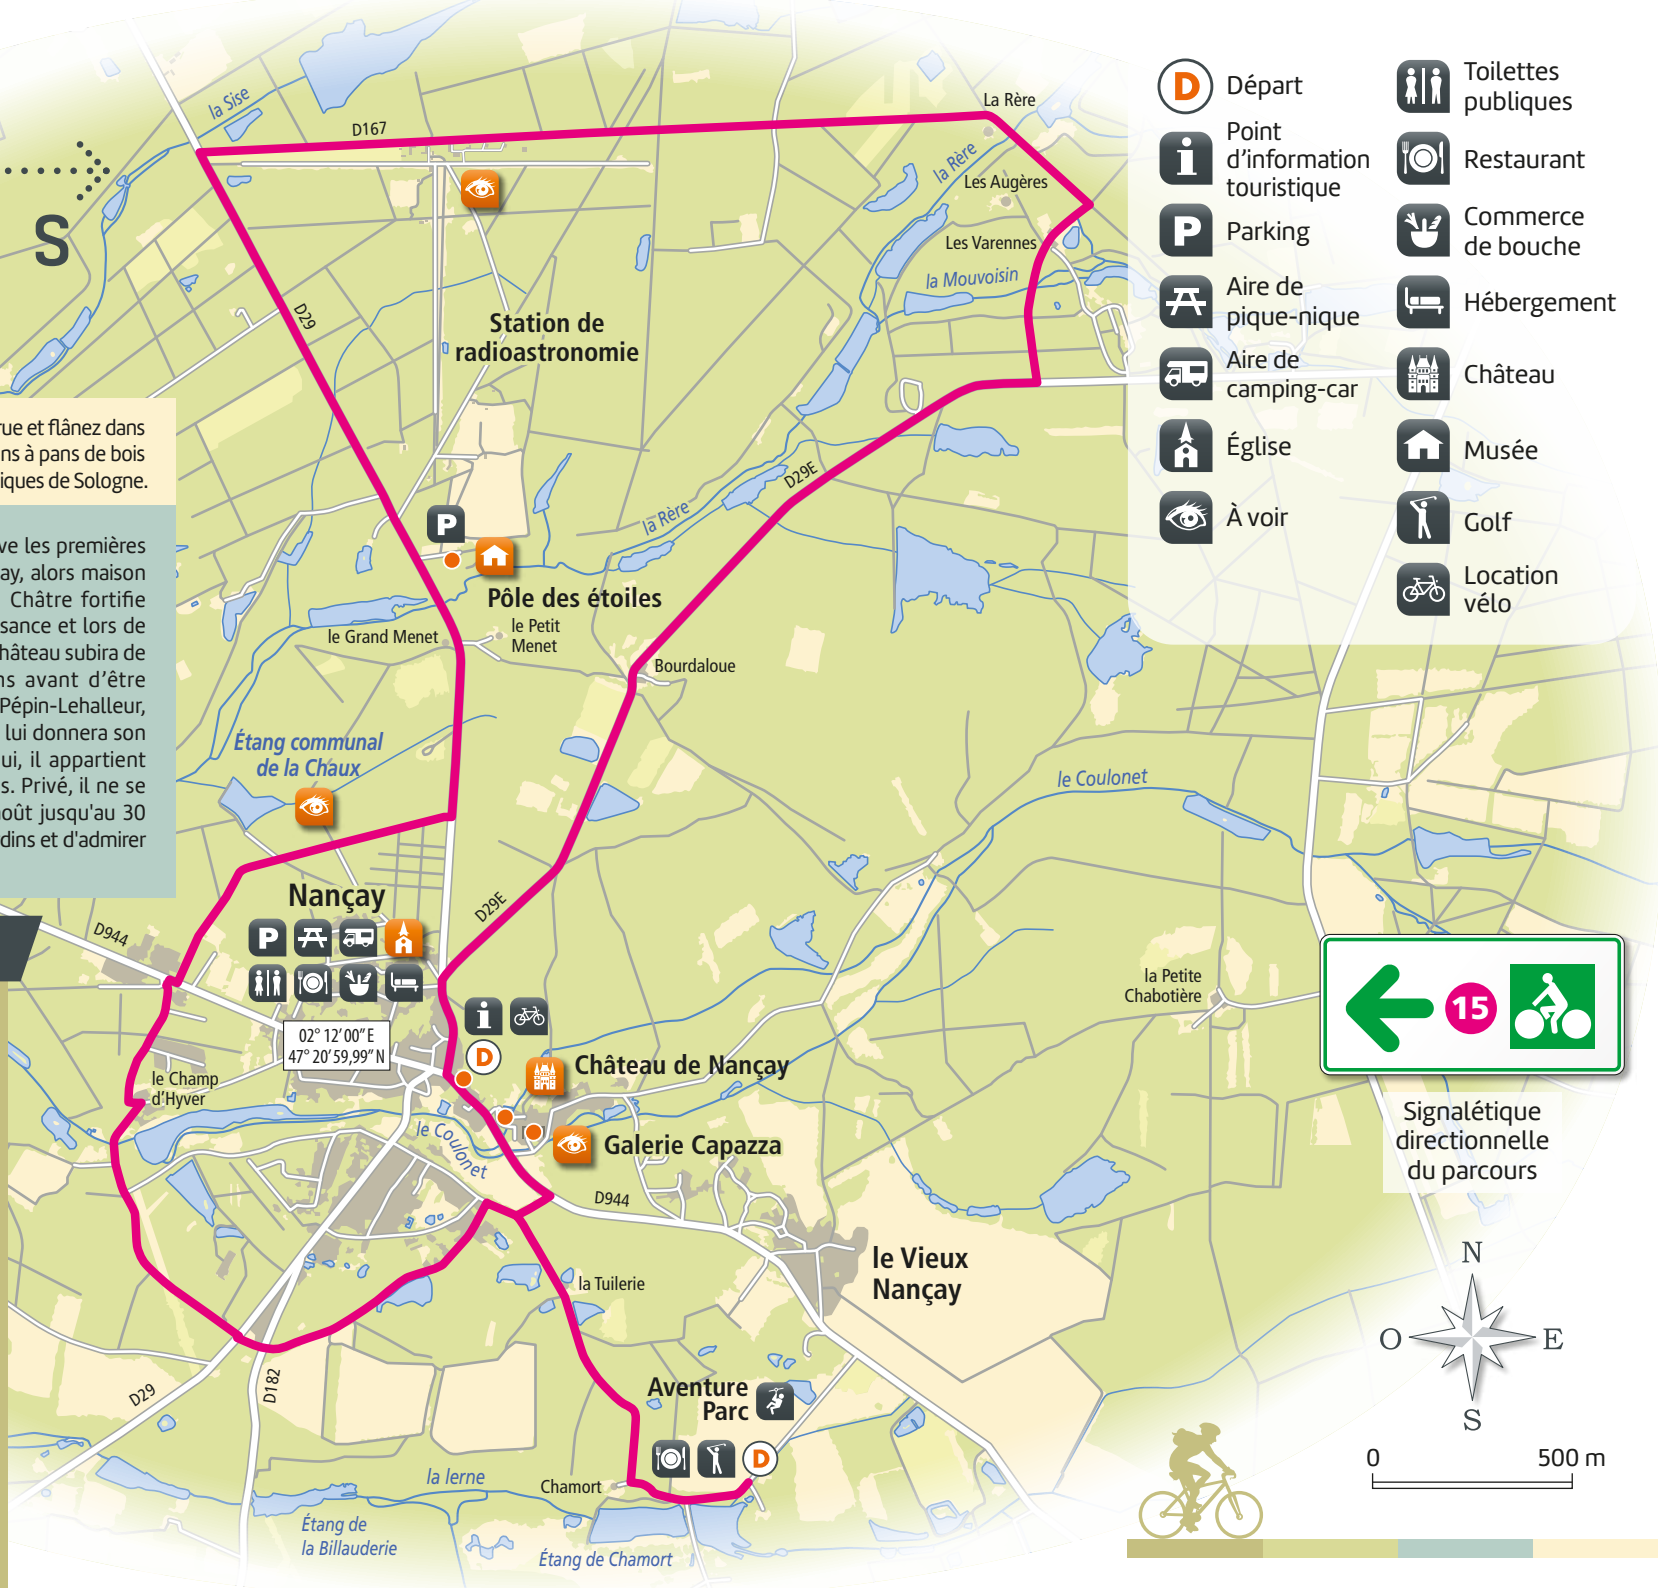 la Sise
D167
La Rère
la Rère
Les Augères
Les Varennes
la Mouvoisin
S
D29
Station de
radioastronomie
rue et flânez dans
ns à pans de bois
iques de Sologne.
ve les premières
ay, alors maison
Châtre fortifie
sance et lors de
hâteau subira de
ns avant d’être
Pépin-Lehalleur,
lui donnera son
ui, il appartient
s. Privé, il ne se
août jusqu'au 30
dins et d'admirer
D29E
P
la Rère
Pôle des étoiles
le Grand Menet
le Petit
Menet
Bourdaloue
Étang communal
de la Chaux
le Coulonet
Nançay
D29E
D944
P
i
D
02° 12’ 00’’ E
47° 20’ 59,99’’ N
Château de Nançay
la Petite
Chabotière
le Champ
d’Hyver
le Coulonet
Galerie Capazza
D944
le Vieux
Nançay
la Tuilerie
D29
D182
Aventure
Parc
D
Chamort
la Ierne
Étang de
la Billauderie
Étang de Chamort
D
Départ
i
Point
d’information
touristique
P
Parking
Aire de
pique-nique
Aire de
camping-car
Église
À voir
Toilettes
publiques
Restaurant
Commerce
de bouche
Hébergement
Château
Musée
Golf
Location
vélo
15
Signalétique
directionnelle
du parcours
N
O
E
S
0
500 m